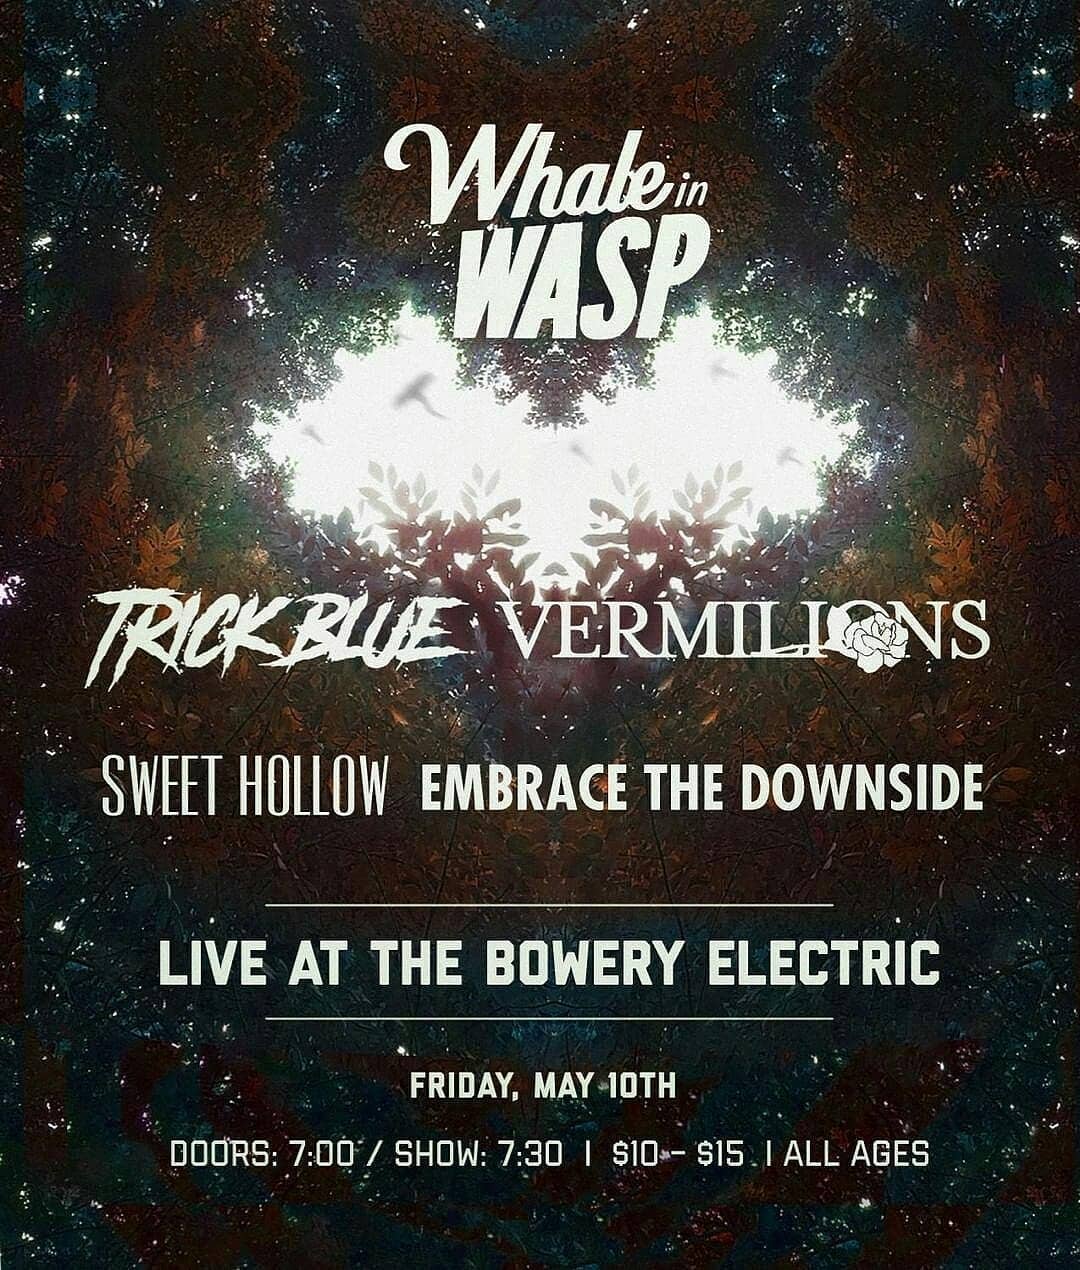 Whale in
WASP
TRICK BLUE VERMILIONS
SWEET HOLLOW EMBRACE THE DOWNSIDE
LIVE AT THE BOWERY ELECTRIC
FRIDAY, MAY 10TH
DOORS: 7:00 / SHOW: 7:30 | $10 - $15 | ALL AGES